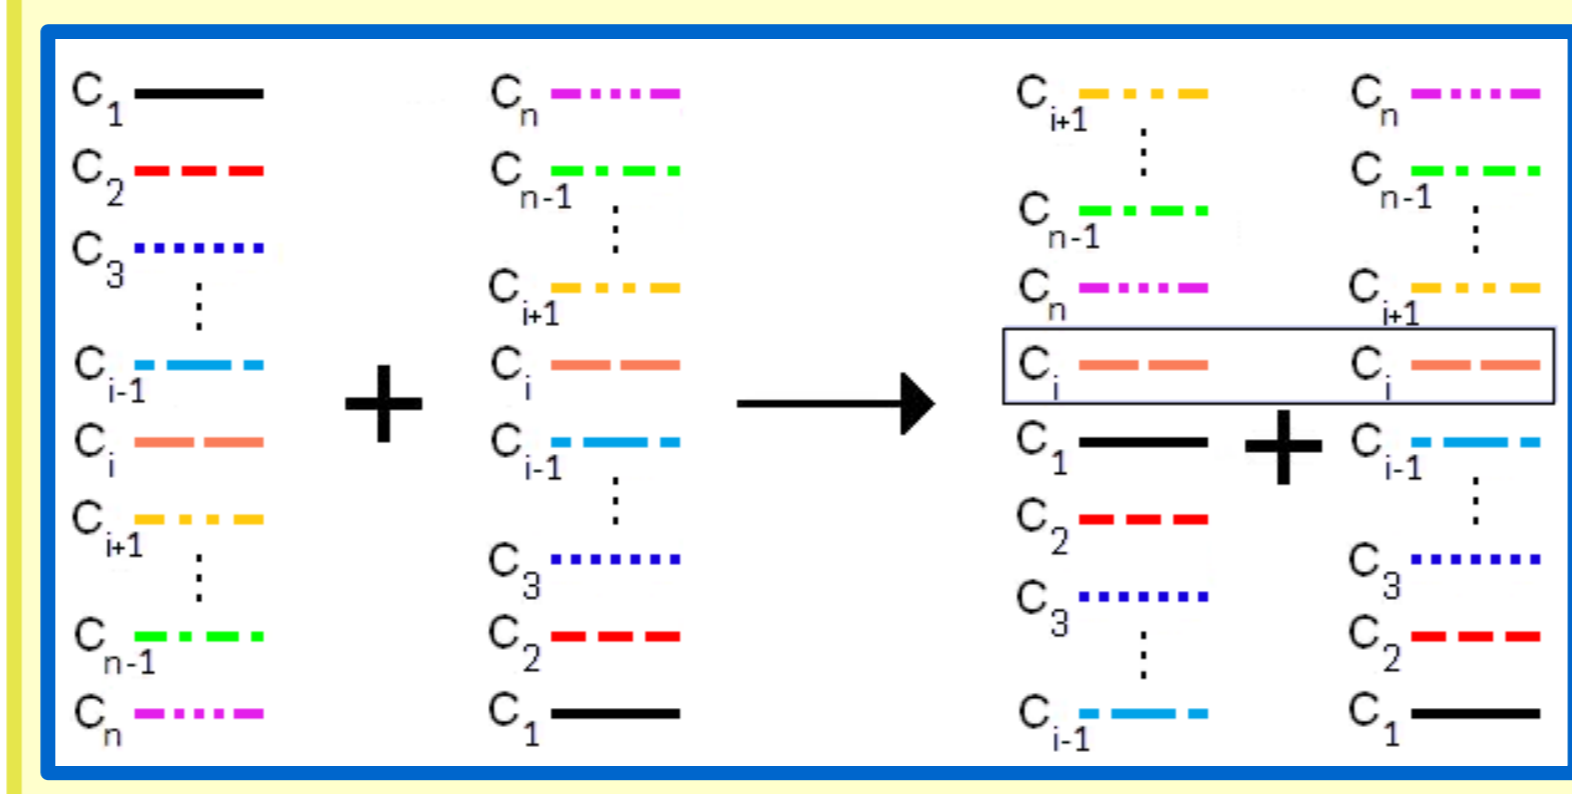 C1 Cn Ci+1 Cn
C2 Cn-1 Cn-1
C3 Cn-1
Ci+1 Cn Ci+1
Ci-1 Ci Ci Ci
+
Ci Ci-1 C1 + Ci-1
Ci+1 C2
C3 C3 C3
Cn-1 C2 C2
Cn C1 Ci-1 C1